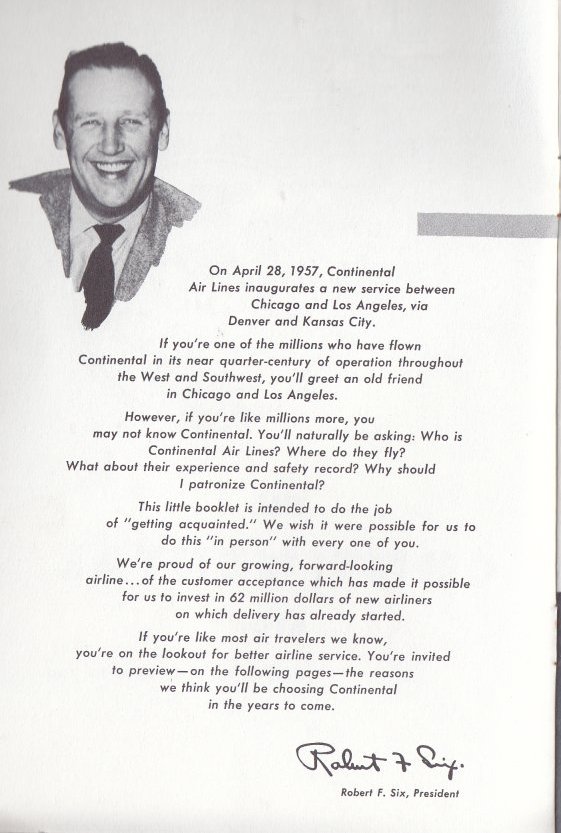 On April 28, 1957, Continental
Air Lines inaugurates a new service between
Chicago and Los Angeles, via
Denver and Kansas City.
If you're one of the millions who have flown
Continental in its near quarter-century of operation throughout
the West and Southwest, you'll greet an old friend
in Chicago and Los Angeles.
However, if you're like millions more, you
may not know Continental. You'll naturally be asking: Who is
Continental Air Lines? Where do they fly?
What about their experience and safety record? Why should
I patronize Continental?
This little booklet is intended to do the job
of "getting acquainted." We wish it were possible for us to
do this "in person" with every one of you.
We're proud of our growing, forward-looking
airline...of the customer acceptance which has made it possible
for us to invest in 62 million dollars of new airliners
on which delivery has already started.
If you're like most air travelers we know,
you're on the lookout for better airline service. You're invited
to preview—on the following pages—the reasons
we think you'll be choosing Continental
in the years to come.
Robert F Six.
Robert F. Six, President